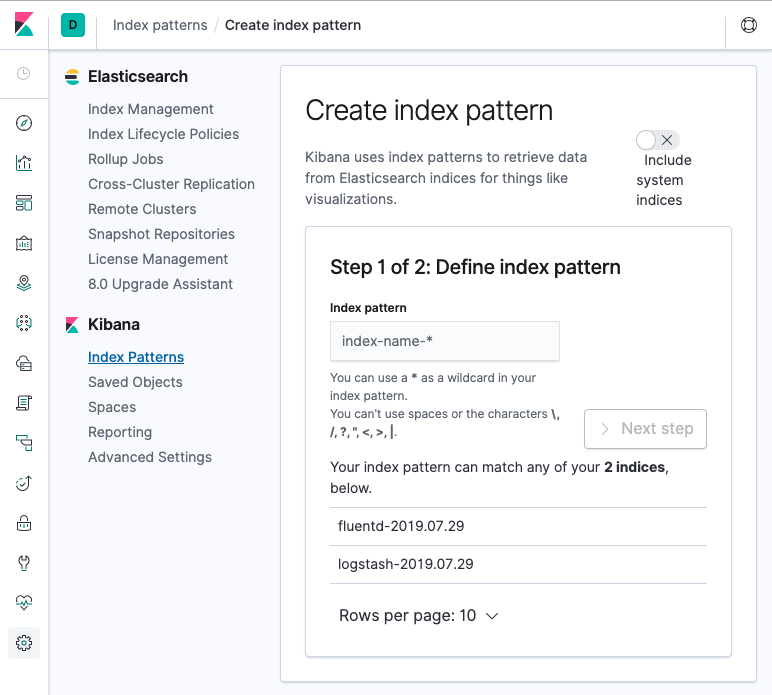 D
Index patterns / Create index pattern
Elasticsearch
Index Management
Index Lifecycle Policies
Rollup Jobs
Cross-Cluster Replication
Remote Clusters
Snapshot Repositories
License Management
8.0 Upgrade Assistant
Kibana
Index Patterns
Saved Objects
Spaces
Reporting
Advanced Settings
Create index pattern
Kibana uses index patterns to retrieve data
from Elasticsearch indices for things like
visualizations.
Include
system
indices
Step 1 of 2: Define index pattern
Index pattern
index-name-*
You can use a * as a wildcard in your
index pattern.
You can't use spaces or the characters \,
/, ?, ", <, >, |.
Next step
Your index pattern can match any of your 2 indices,
below.
fluentd-2019.07.29
logstash-2019.07.29
Rows per page: 10